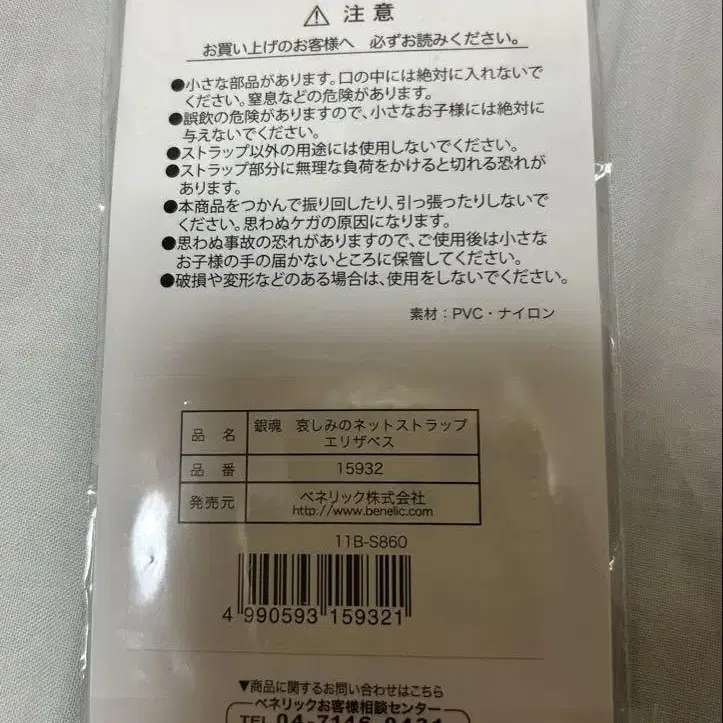 ⚠ 注意
お買い上げのお客様へ 必ずお読みください。
●小さな部品があります。口の中には絶対に入れないで
ください。窒息などの危険があります。
●誤飲の危険がありますので、小さなお子様には絶対に
与えないでください。
●ストラップ以外の用途には使用しないでください。
●ストラップ部分に無理な負荷をかけると切れる恐れが
あります。
●本商品をつかんで振り回したり、引っ張ったりしないで
ください。思わぬケガの原因になります。
●思わぬ事故の恐れがありますので、ご使用後は小さな
お子様の手の届かないところに保管してください。
●破損や変形などのある場合は、使用をしないでください。
素材：PVC・ナイロン
品名 銀魂 哀しみのネットストラップ
エリザベス
品番 15932
発売元 ベネリック株式会社
http://www.benelic.com
11B-S860
4 990593 159321
▼商品に関するお問い合わせはこちら
ベネリックお客様相談センター
TEL 04-7146-